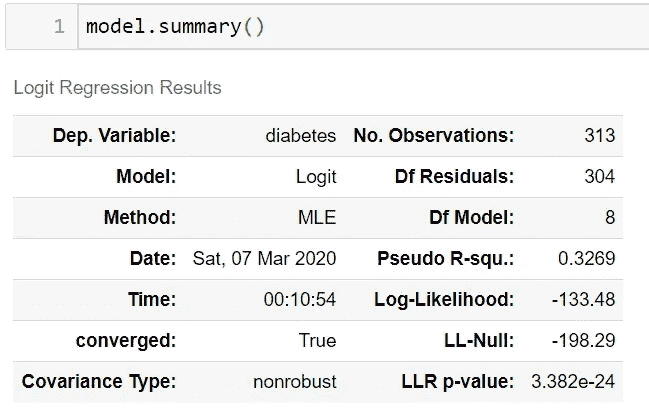 1 model.summary()
Logit Regression Results
Dep. Variable: diabetes No. Observations: 313
Model: Logit Df Residuals: 304
Method: MLE Df Model: 8
Date: Sat, 07 Mar 2020 Pseudo R-squ.: 0.3269
Time: 00:10:54 Log-Likelihood: -133.48
converged: True LL-Null: -198.29
Covariance Type: nonrobust LLR p-value: 3.382e-24